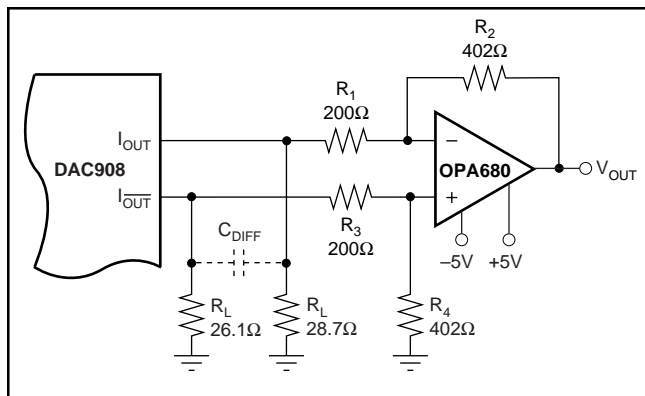 R2
402Ω
R1
200Ω
IOUT
–
DAC908
OPA680
VOUT
IOUT
+
R3
200Ω
CDIFF
–5V +5V
RL
26.1Ω
RL
28.7Ω
R4
402Ω